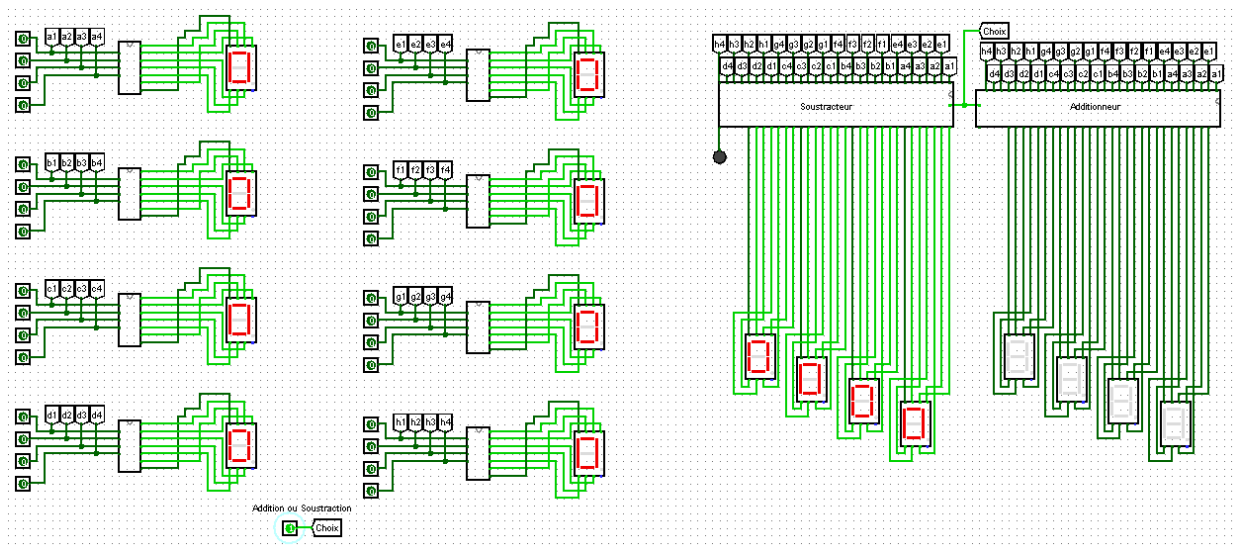 a1 a2 a3 a4
e1 e2 e3 e4
Choix
h4 h3 h2 h1 g4 g3 g2 g1 f4 f3 f2 f1 e4 e3 e2 e1
d4 d3 d2 d1 c4 c3 c2 c1 b4 b3 b2 b1 a4 a3 a2 a1
Soustracteur
h4 h3 h2 h1 g4 g3 g2 g1 f4 f3 f2 f1 e4 e3 e2 e1
d4 d3 d2 d1 c4 c3 c2 c1 b4 b3 b2 b1 a4 a3 a2 a1
Additionneur
b1 b2 b3 b4
f1 f2 f3 f4
c1 c2 c3 c4
g1 g2 g3 g4
d1 d2 d3 d4
h1 h2 h3 h4
Addition ou Soustraction
1 Choix